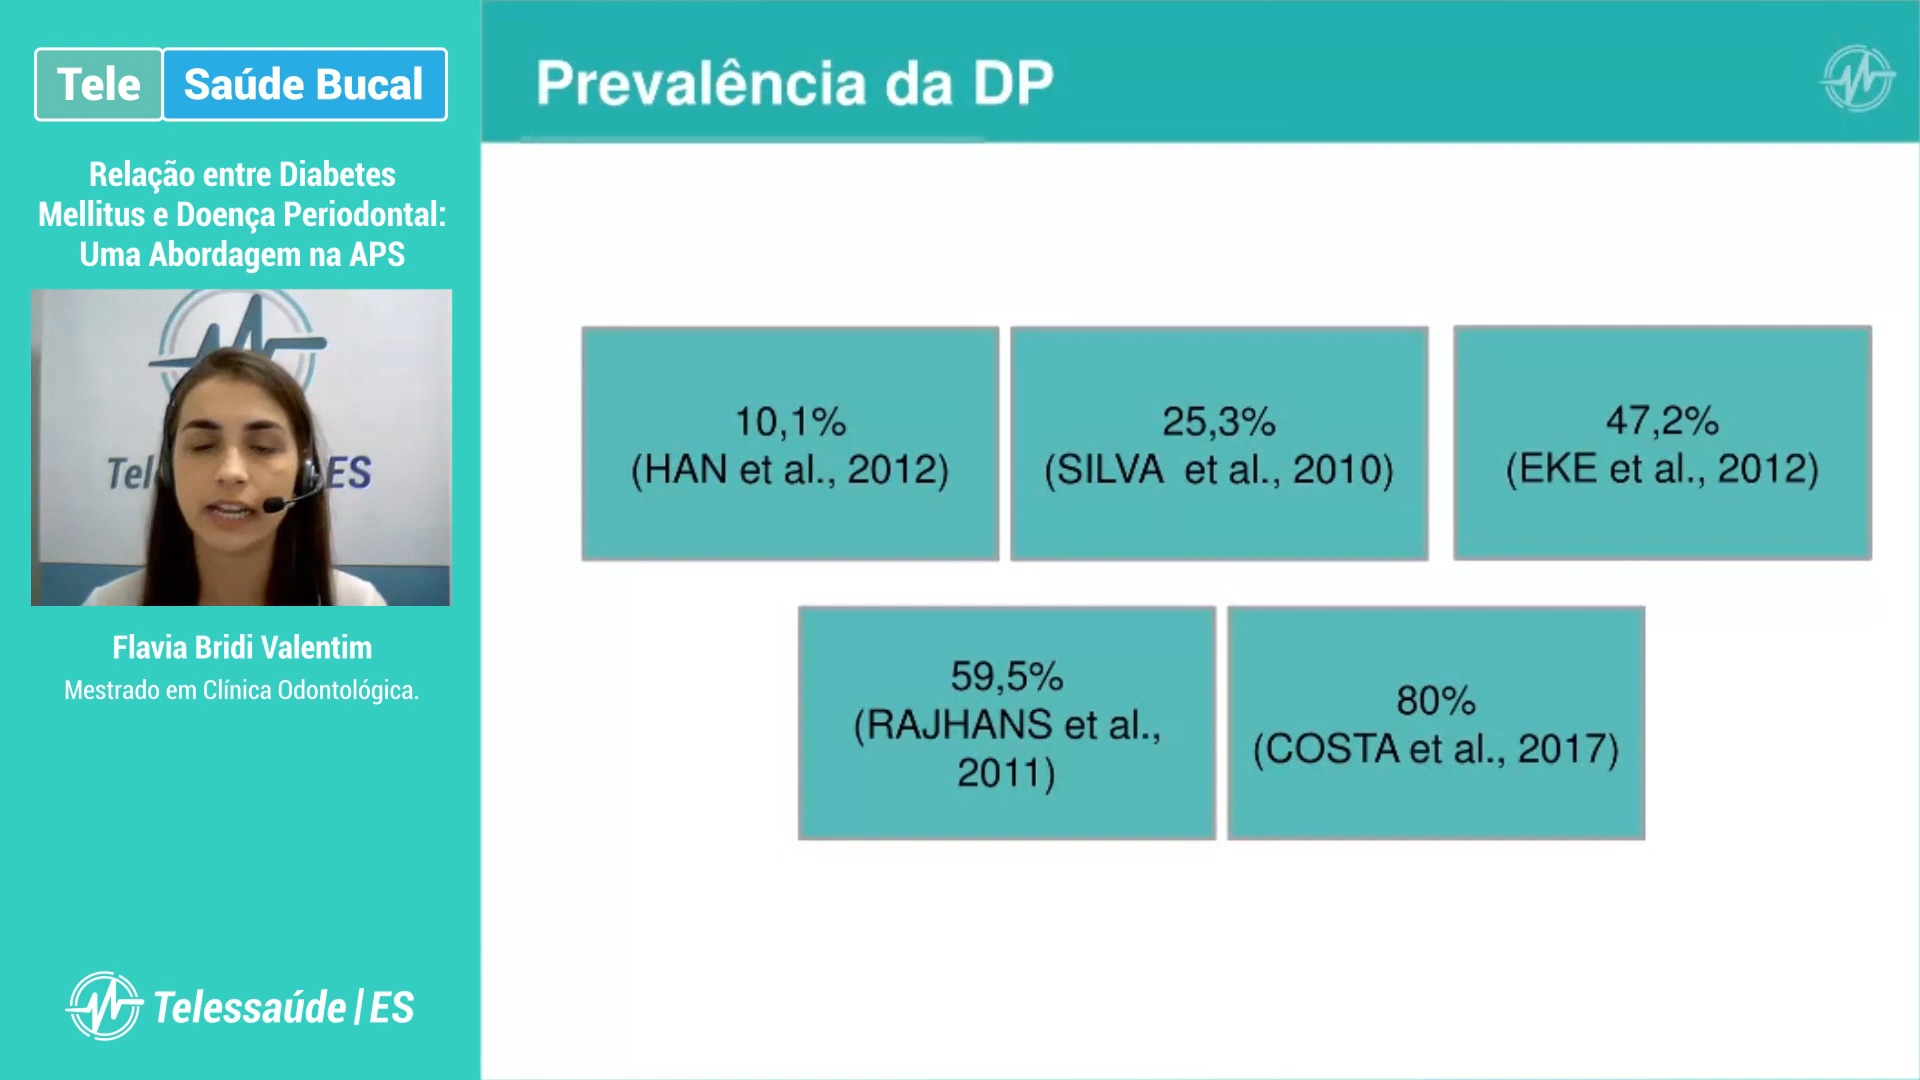 Tele Saúde Bucal
Relação entre Diabetes
Mellitus e Doença Periodontal:
Uma Abordagem na APS
Tel ES
Flavia Bridi Valentim
Mestrado em Clínica Odontológica.
Telessaúde|ES
Prevalência da DP
10,1%
(HAN et al., 2012)
25,3%
(SILVA et al., 2010)
47,2%
(EKE et al., 2012)
59,5%
(RAJHANS et al.,
2011)
80%
(COSTA et al., 2017)